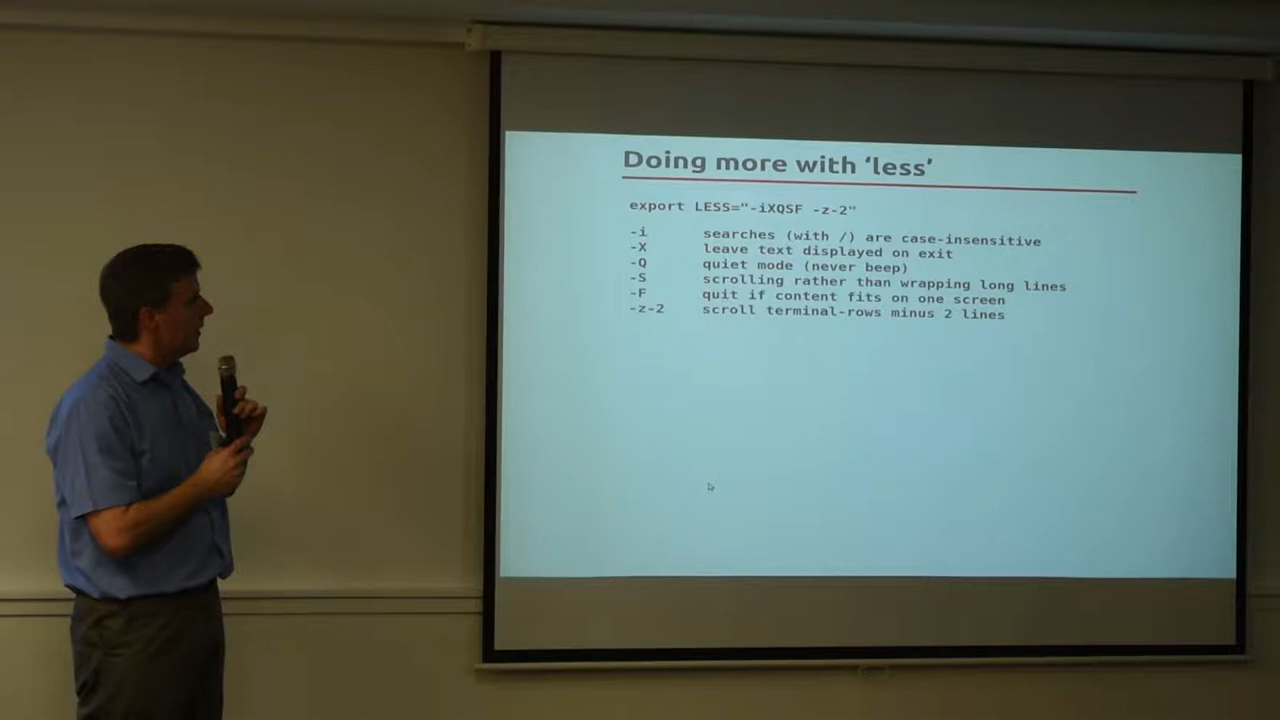 Doing more with ‘less’
export LESS="-iXQSF -z-2"
-i searches (with /) are case-insensitive
-X leave text displayed on exit
-Q quiet mode (never beep)
-S scrolling rather than wrapping long lines
-F quit if content fits on one screen
-z-2 scroll terminal-rows minus 2 lines